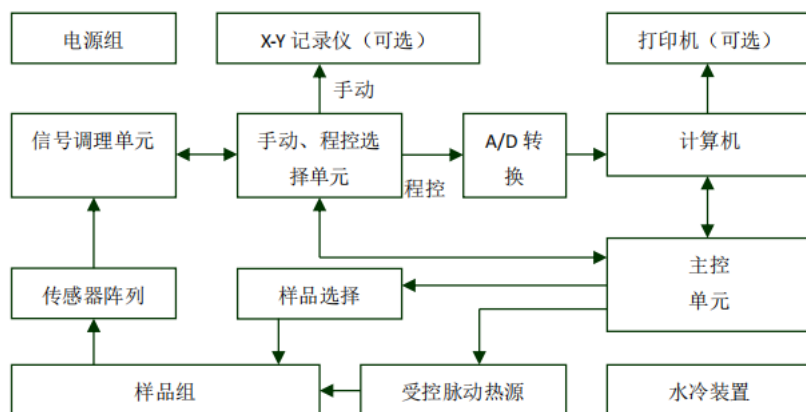 电源组
X-Y 记录仪（可选）
打印机（可选）
手动
信号调理单元
手动、程控选
择单元
程控
A/D 转
换
计算机
传感器阵列
样品选择
主控
单元
样品组
受控脉动热源
水冷装置